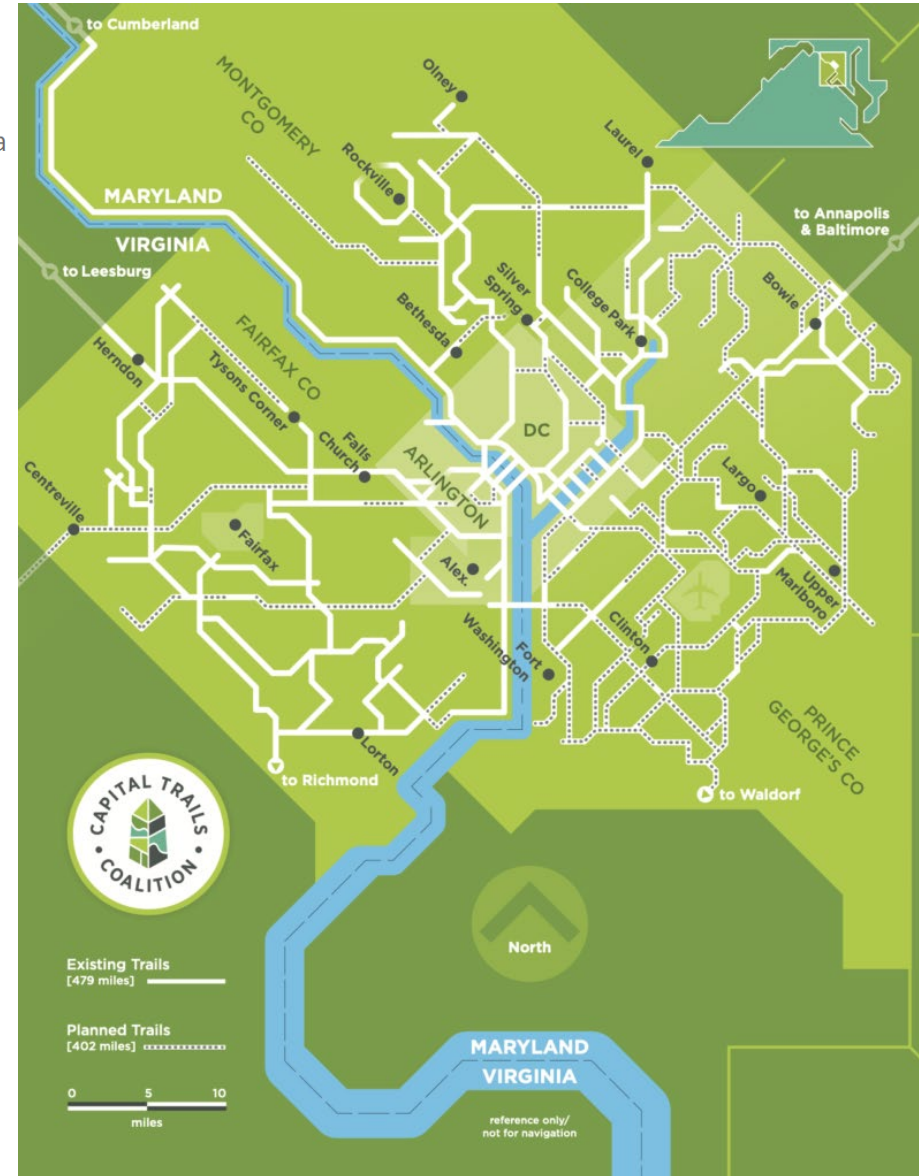 to Cumberland
a
MONTGOMERY
CO
Olney
Laurel
Rockville
MARYLAND
VIRGINIA
to Annapolis
& Baltimore
to Leesburg
Silver
Spring
College Park
Bowie
Bethesda
FAIRFAX CO
Herndon
Tysons Corner
Falls
Church
DC
ARLINGTON
Largo
Centreville
Fairfax
Alex.
Upper
Marlboro
Fort
Washington
Clinton
PRINCE
GEORGE'S CO
Lorton
to Richmond
to Waldorf
CAPITAL TRAILS
• COALITION •
North
Existing Trails
[479 miles]
Planned Trails
[402 miles]
0 5 10
miles
MARYLAND
VIRGINIA
reference only/
not for navigation